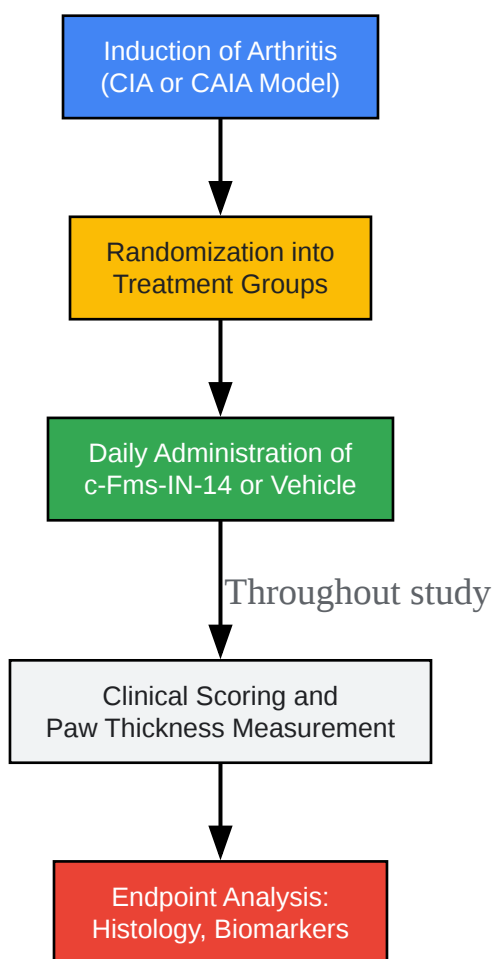 Induction of Arthritis
(CIA or CAIA Model)
Randomization into
Treatment Groups
Daily Administration of
c-Fms-IN-14 or Vehicle
Throughout study
Clinical Scoring and
Paw Thickness Measurement
Endpoint Analysis:
Histology, Biomarkers